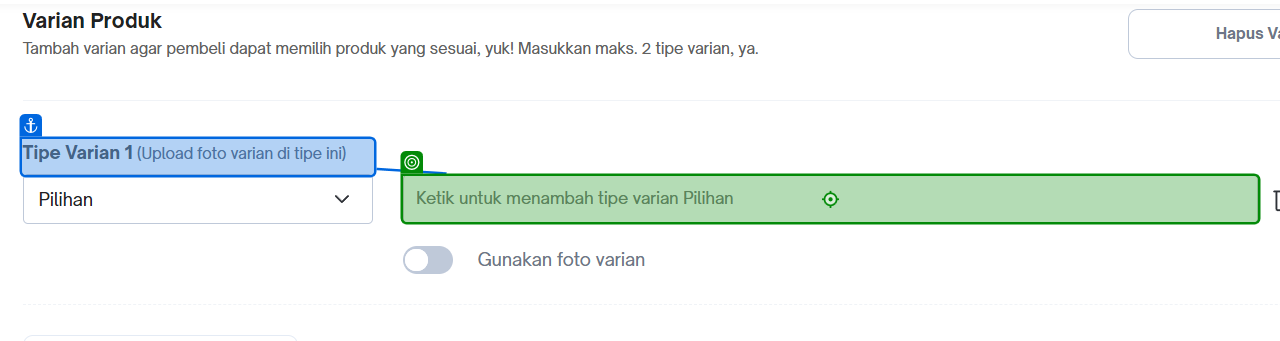 Varian Produk
Tambah varian agar pembeli dapat memilih produk yang sesuai, yuk! Masukkan maks. 2 tipe varian, ya.
Hapus Va
Tipe Varian 1 (Upload foto varian di tipe ini)
Pilihan
Ketik untuk menambah tipe varian Pilihan
Gunakan foto varian